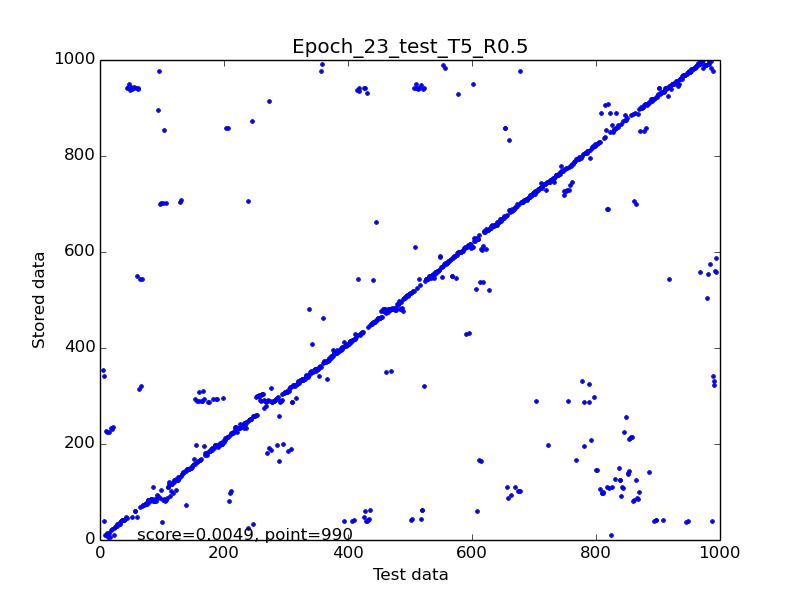 Epoch_23_test_T5_R0.5
1000
800
600
400
200
0
Stored data
score=0.0049, point=990
0 200 400 600 800 1000
Test data